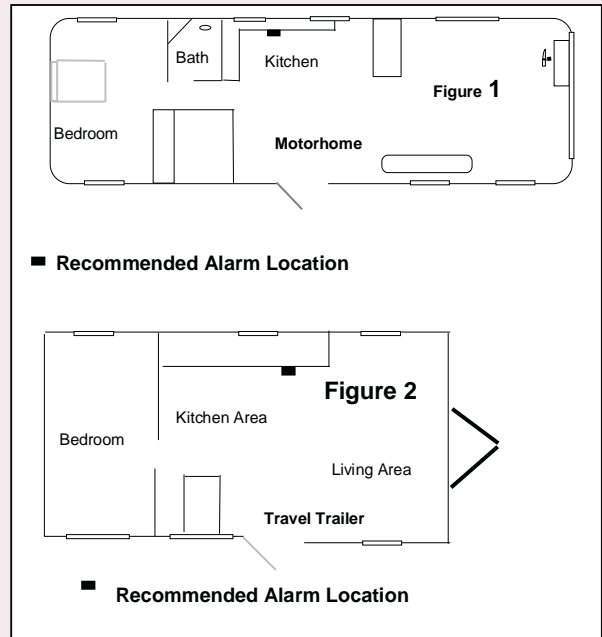 Bath
Kitchen
Figure 1
Bedroom
Motorhome
Recommended Alarm Location
Figure 2
Kitchen Area
Bedroom
Living Area
Travel Trailer
Recommended Alarm Location